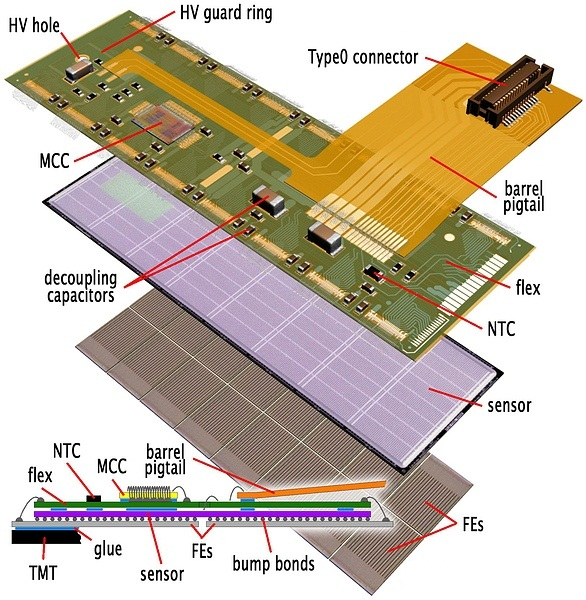 HV hole
HV guard ring
Type0 connector
MCC
barrel
pigtail
decoupling
capacitors
flex
NTC
sensor
barrel
pigtail
NTC
MCC
flex
FEs
glue
FEs
bump bonds
TMT
sensor